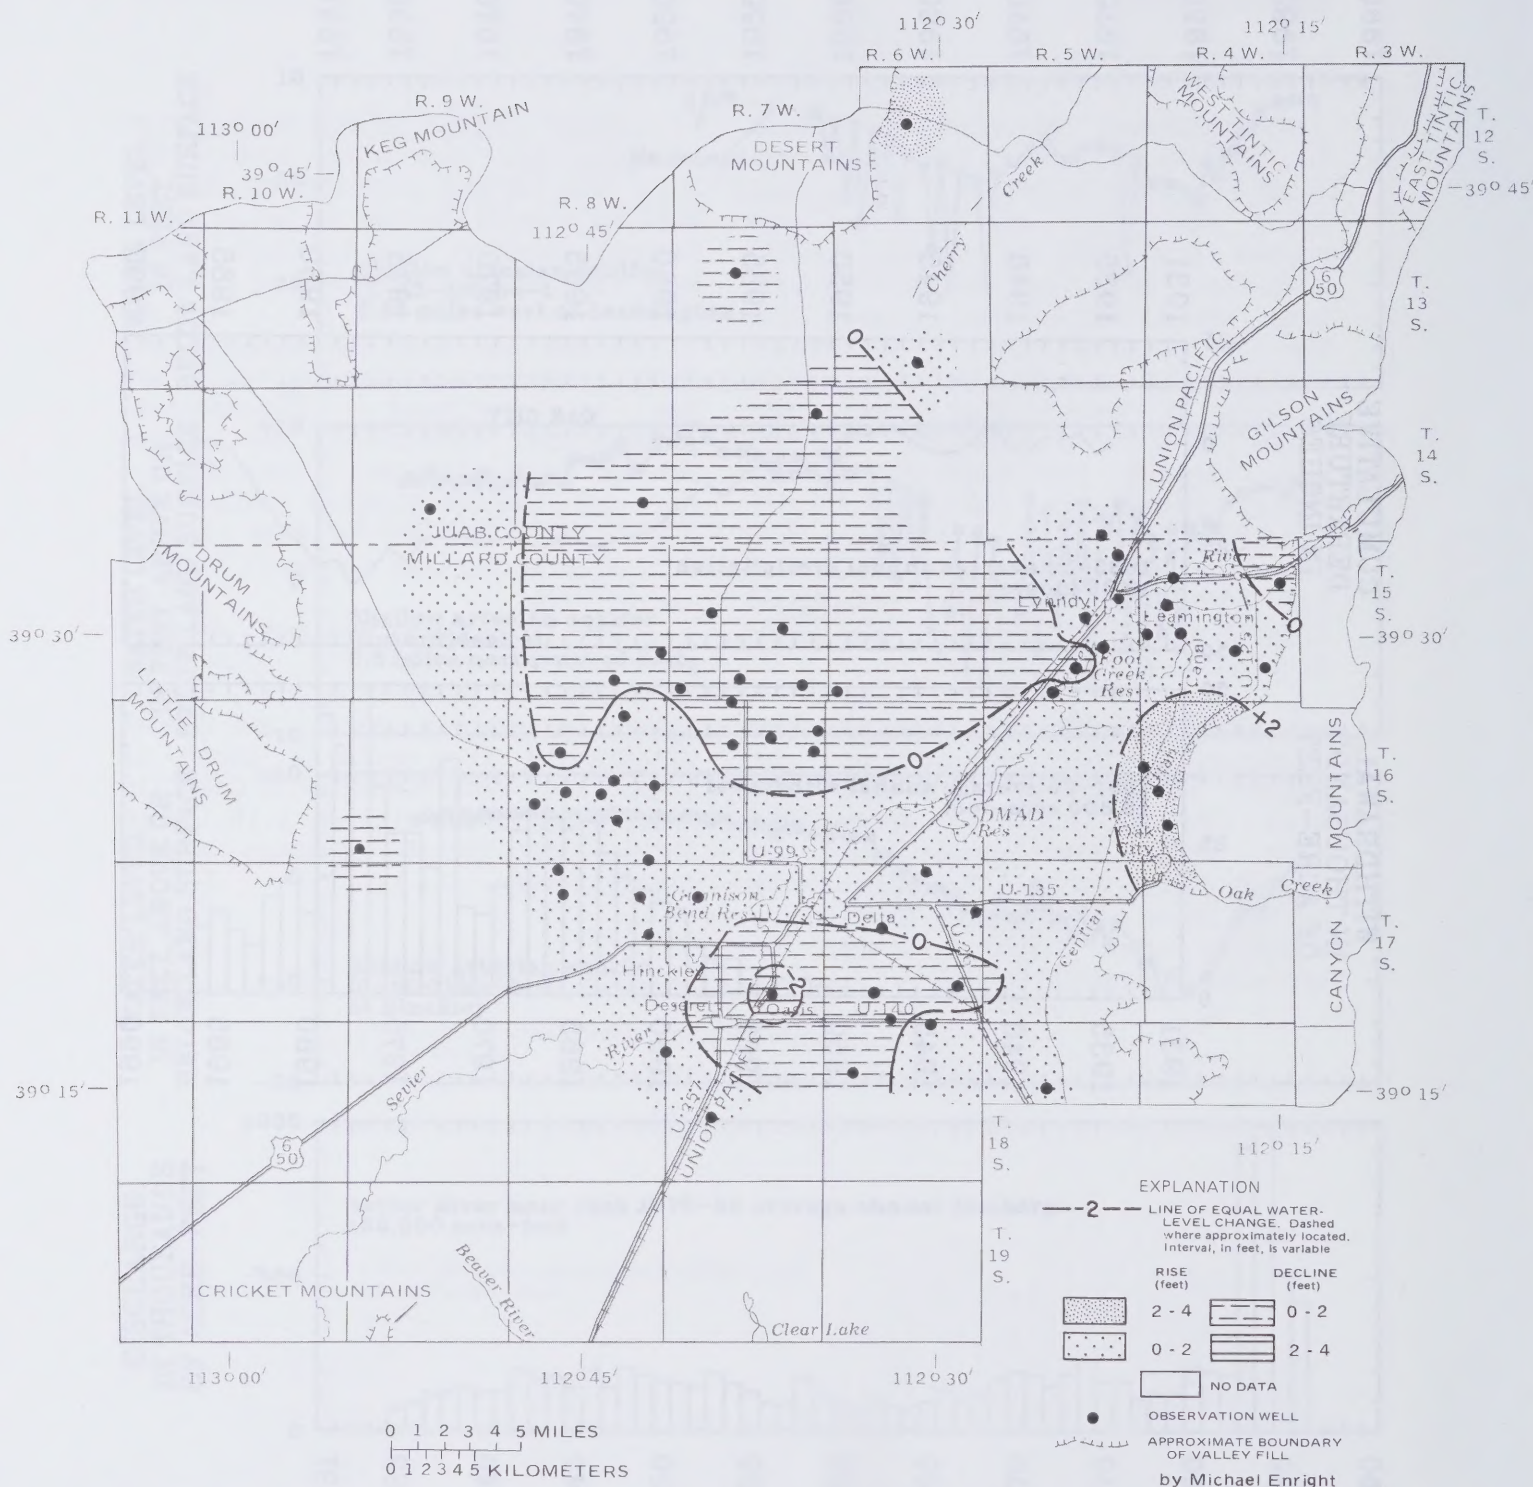 112° 30′
112° 15′
R. 6 W.
R. 5 W.
R. 4 W.
R. 3 W.
R. 9 W.
R. 7 W.
113° 00′
KEG MOUNTAIN
DESERT
MOUNTAINS
WEST TINTIC
MOUNTAINS
EAST TINTIC
MOUNTAINS
T.
12
S.
39° 45′
39° 45′
R. 10 W.
R. 11 W.
R. 8 W.
112° 45′
Cherry
Creek
6
50
T.
13
S.
0
UNION PACIFIC
GILSON
MOUNTAINS
T.
14
S.
JUAB COUNTY
MILLARD COUNTY
DRUM
MOUNTAINS
River
T.
15
S.
Lynndyl
Leamington
0
39° 30′
39° 30′
Fool
Creek
Res
Canal
U-125
LITTLE DRUM
MOUNTAINS
+2
0
T.
16
S.
DMAD
Res
Oak
City
U-99
CANYON MOUNTAINS
Gunnison
Bend Res
U-135
Oak Creek
Delta
0
Central
T.
17
S.
Hinckley
-2
Deseret
Oasis
U-140
River
Sevier
39° 15′
39° 15′
U-257
UNION PACIFIC
6
50
T.
18
S.
112° 15′
T.
19
S.
CRICKET MOUNTAINS
Beaver River
Clear Lake
113° 00′
112° 45′
112° 30′
EXPLANATION
-2 LINE OF EQUAL WATER-
LEVEL CHANGE. Dashed
where approximately located.
Interval, in feet, is variable
RISE
(feet)
DECLINE
(feet)
2 - 4
0 - 2
0 - 2
2 - 4
NO DATA
OBSERVATION WELL
APPROXIMATE BOUNDARY
OF VALLEY FILL
by Michael Enright
0 1 2 3 4 5 MILES
0 1 2 3 4 5 KILOMETERS